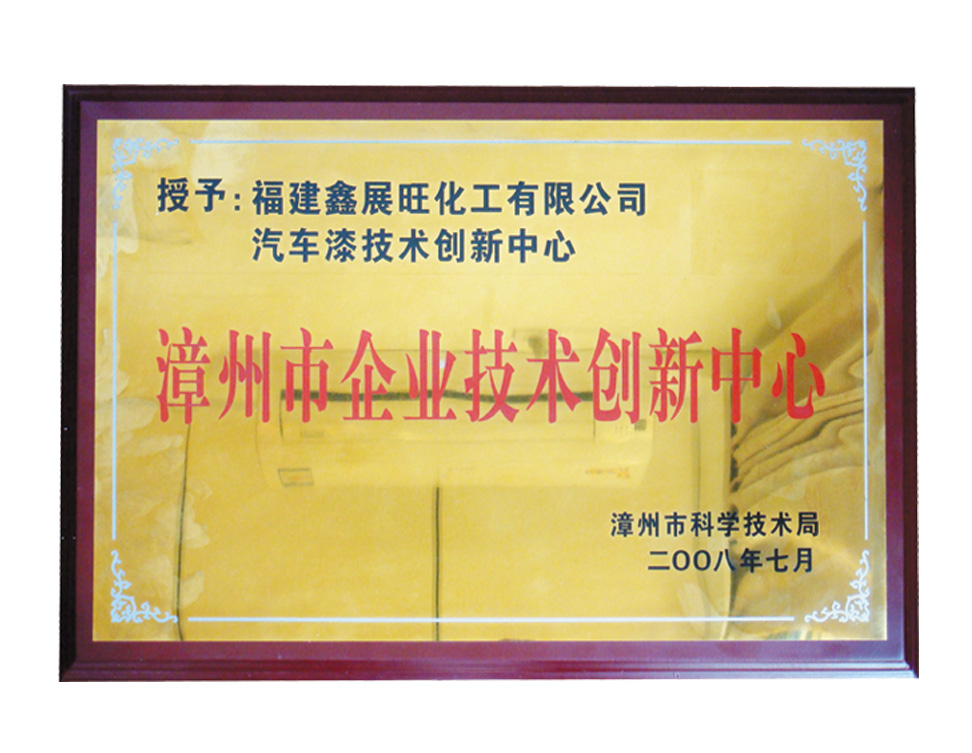 授予:福建鑫展旺化工有限公司
汽车漆技术创新中心
漳州市企业技术创新中心
漳州市科学技术局
二〇〇八年七月